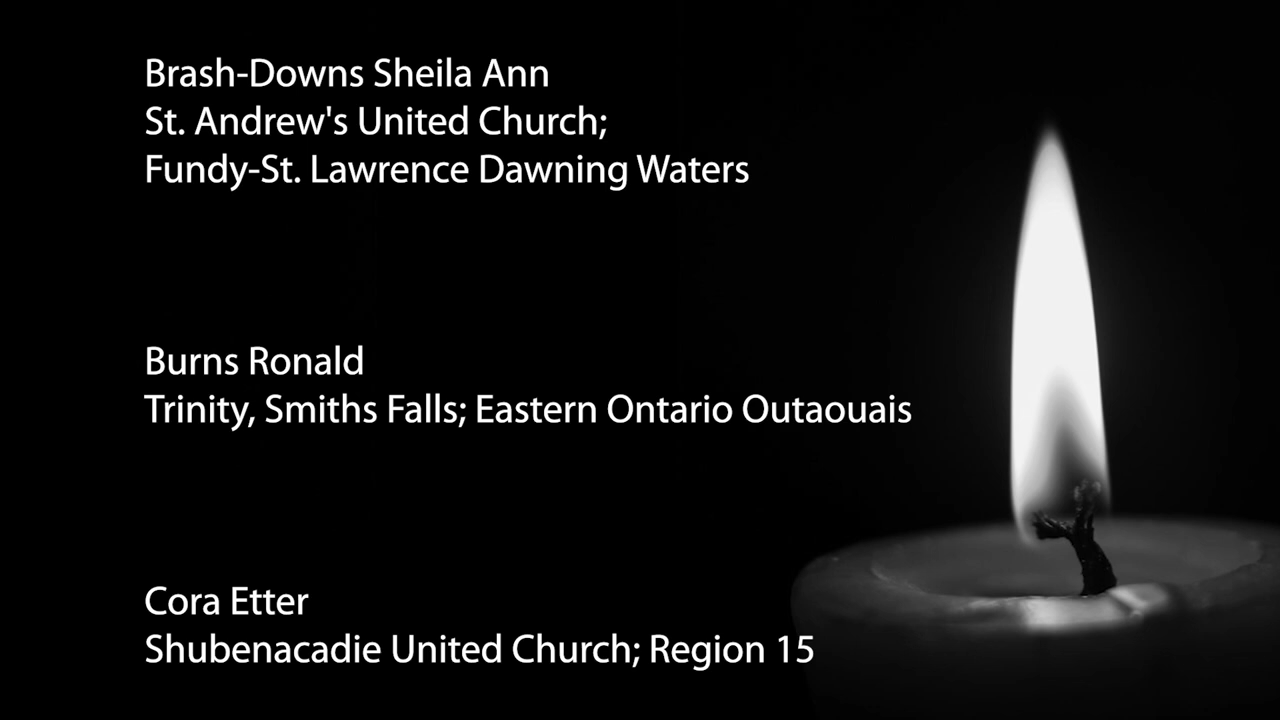 Brash-Downs Sheila Ann
St. Andrew's United Church;
Fundy-St. Lawrence Dawning Waters
Burns Ronald
Trinity, Smiths Falls; Eastern Ontario Outaouais
Cora Etter
Shubenacadie United Church; Region 15